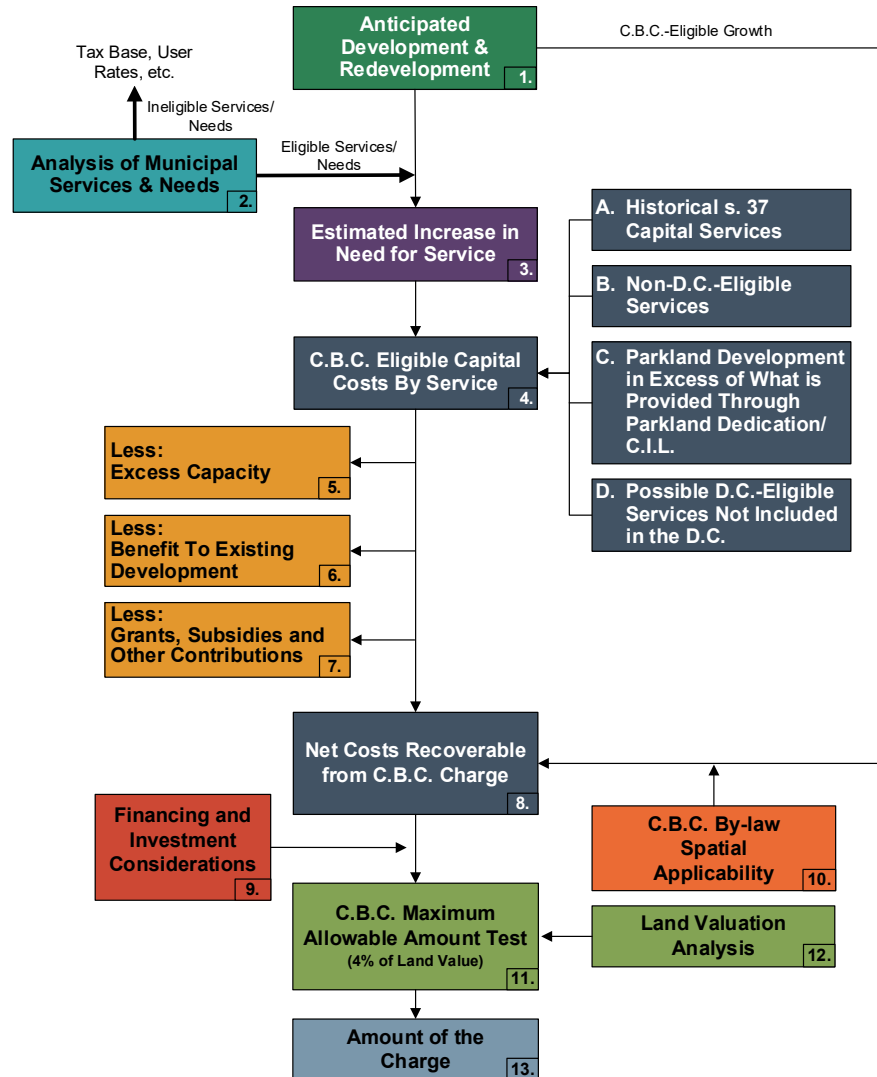 Anticipated
Development &
Redevelopment
1.
C.B.C.-Eligible Growth
Tax Base, User
Rates, etc.
Ineligible Services/
Needs
Analysis of Municipal
Services & Needs
2.
Eligible Services/
Needs
Estimated Increase in
Need for Service
3.
A. Historical s. 37
Capital Services
B. Non-D.C.-Eligible
Services
C. Parkland Development
in Excess of What is
Provided Through
Parkland Dedication/
C.I.L.
D. Possible D.C.-Eligible
Services Not Included
in the D.C.
C.B.C. Eligible Capital
Costs By Service
4.
Less:
Excess Capacity
5.
Less:
Benefit To Existing
Development
6.
Less:
Grants, Subsidies and
Other Contributions
7.
Net Costs Recoverable
from C.B.C. Charge
8.
Financing and
Investment
Considerations
9.
C.B.C. By-law
Spatial
Applicability
10.
C.B.C. Maximum
Allowable Amount Test
(4% of Land Value)
11.
Land Valuation
Analysis
12.
Amount of the
Charge
13.